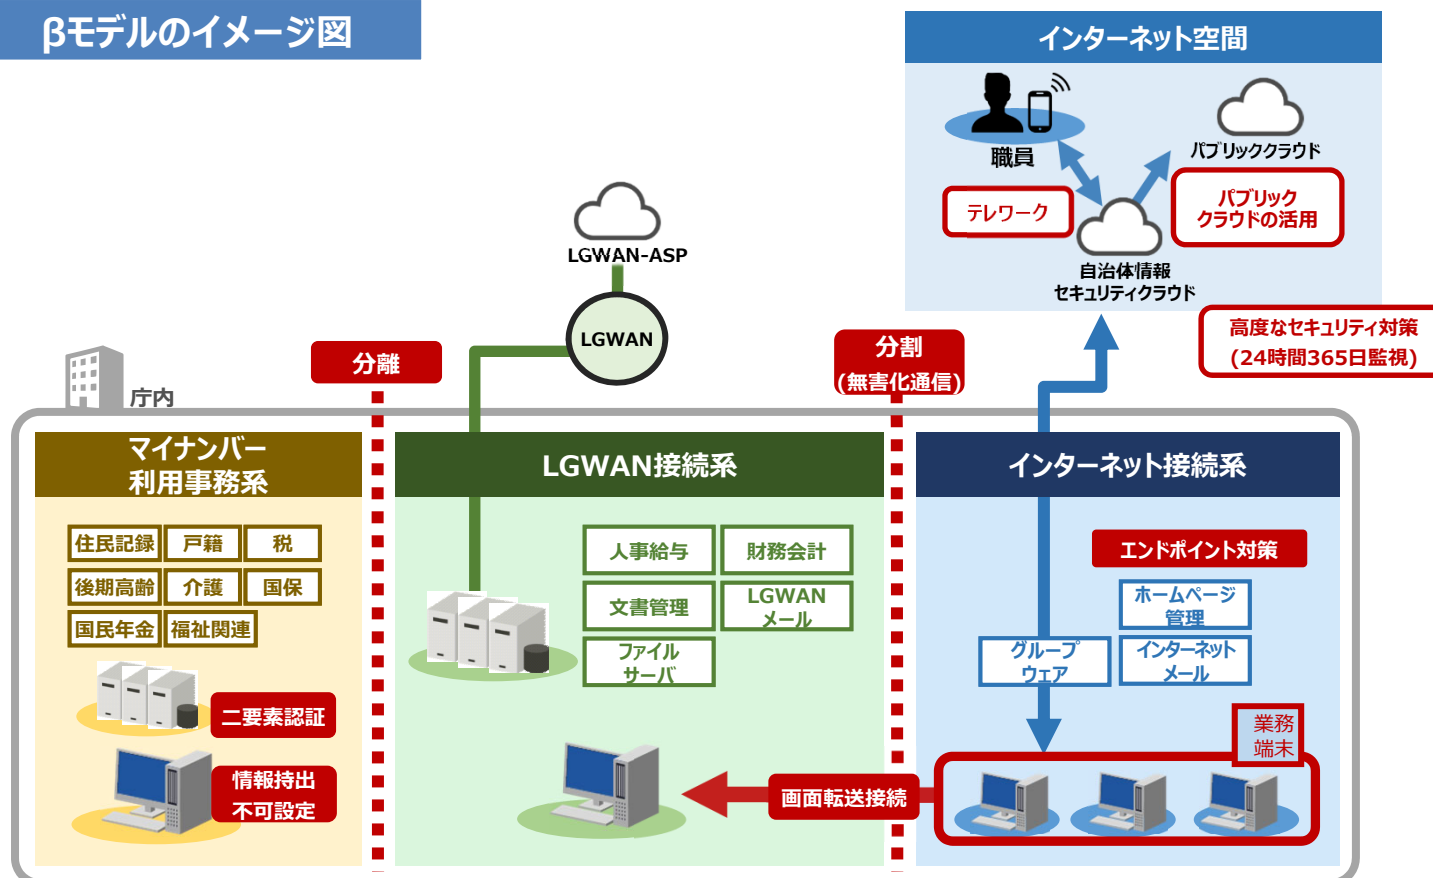 βモデルのイメージ図
インターネット空間
職員
パブリッククラウド
テレワーク
パブリック
クラウドの活用
自治体情報
セキュリティクラウド
高度なセキュリティ対策
(24時間365日監視)
LGWAN-ASP
LGWAN
分離
分割
(無害化通信)
庁内
マイナンバー
利用事務系
住民記録
戸籍
税
後期高齢
介護
国保
国民年金
福祉関連
二要素認証
情報持出
不可設定
LGWAN接続系
人事給与
財務会計
文書管理
LGWAN
メール
ファイル
サーバ
画面転送接続
インターネット接続系
エンドポイント対策
ホームページ
管理
グループ
ウェア
インターネット
メール
業務
端末